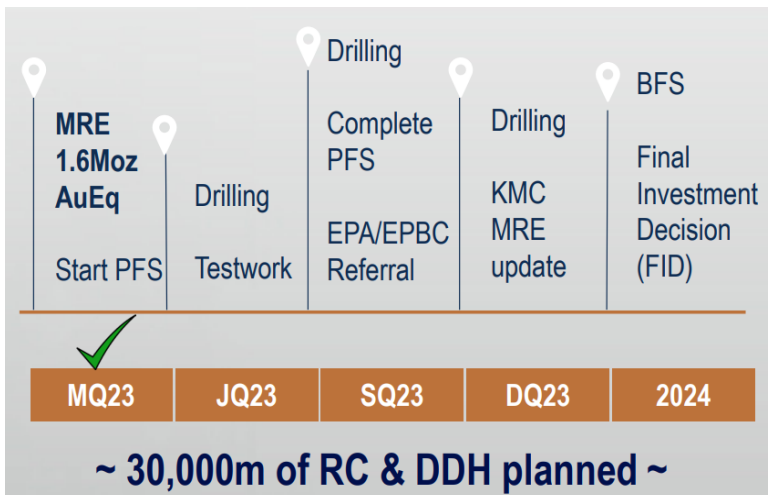 MRE
1.6Moz
AuEq
Start PFS
Drilling
Testwork
Drilling
Complete
PFS
EPA/EPBC
Referral
Drilling
KMC
MRE
update
BFS
Final
Investment
Decision
(FID)
MQ23
JQ23
SQ23
DQ23
2024
~ 30,000m of RC & DDH planned ~